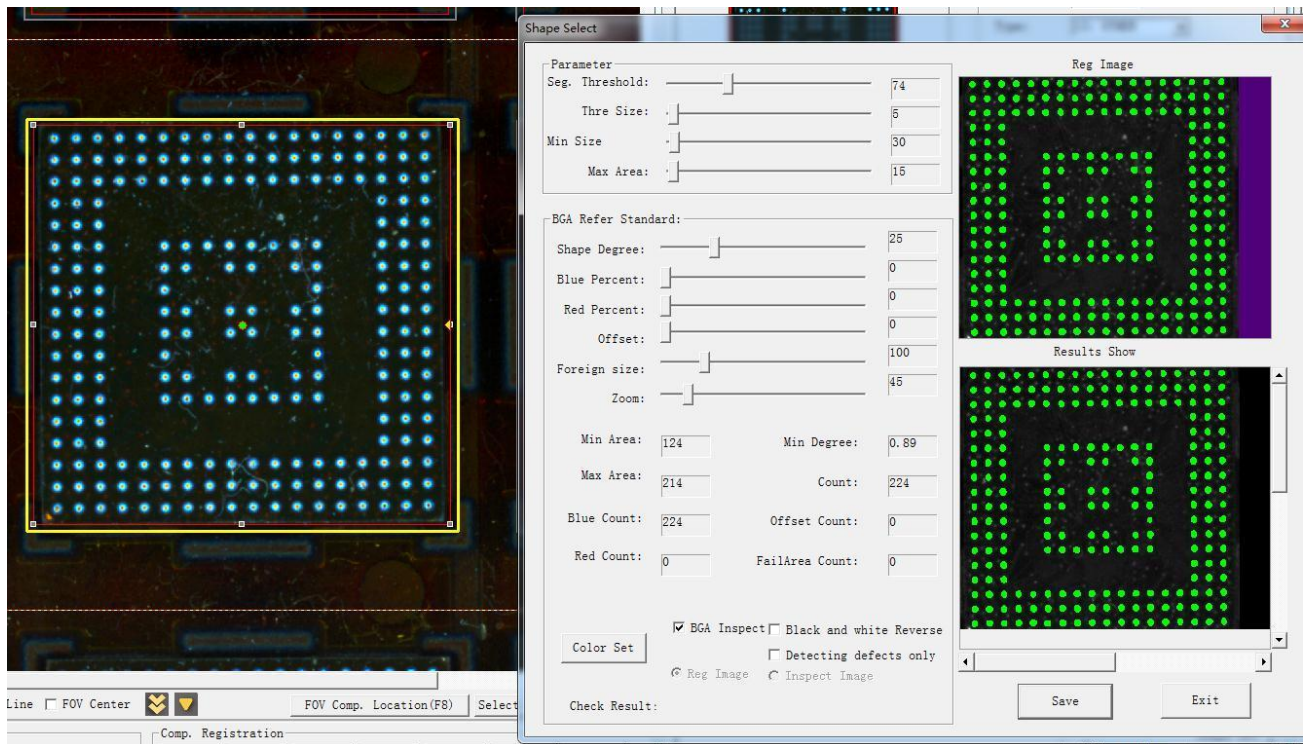 Shape Select
Parameter
Seg. Threshold: 74
Thre Size: 5
Min Size 30
Max Area: 15
BGA Refer Standard:
Shape Degree: 25
Blue Percent: 0
Red Percent: 0
Offset: 0
Foreign size: 100
Zoom: 45
Min Area: 124 Min Degree: 0.89
Max Area: 214 Count: 224
Blue Count: 224 Offset Count: 0
Red Count: 0 FailArea Count: 0
Color Set
BGA Inspect Black and white Reverse
Detecting defects only
Reg Image Inspect Image
Check Result:
Reg Image
Results Show
Save Exit
Line FOV Center FOV Comp. Location(F8) Select
Comp. Registration